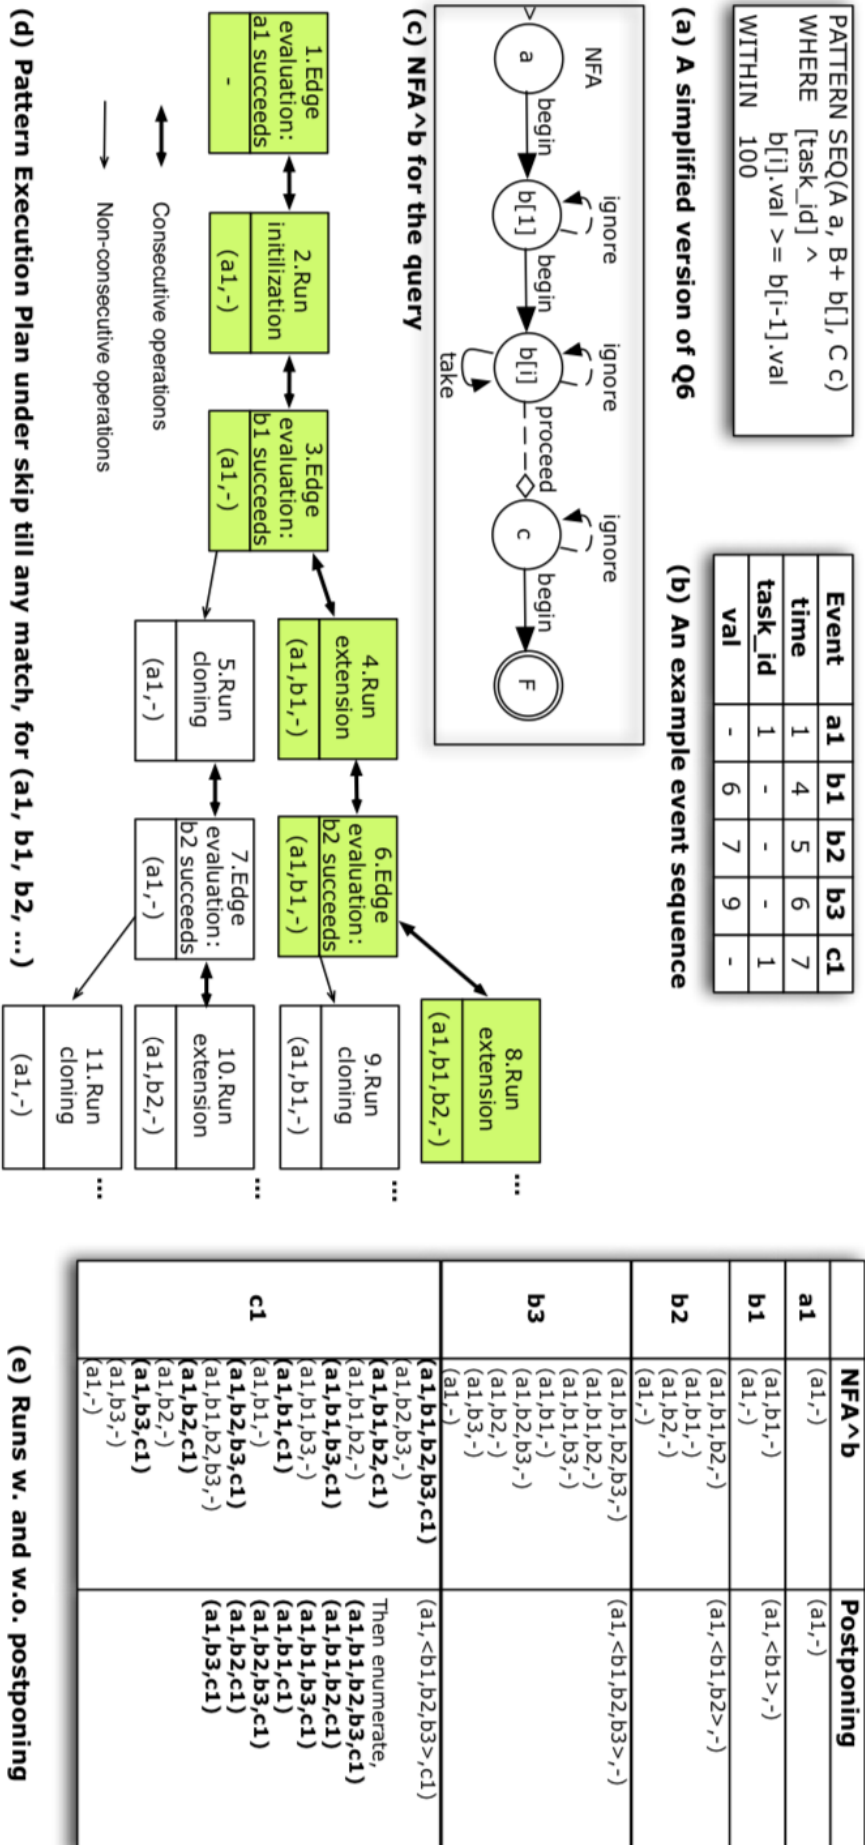 PATTERN SEQ(A a, B+ b[], C c)
WHERE [task_id] ^
b[i].val >= b[i-1].val
WITHIN 100
(a) A simplified version of Q6
Event a1 b1 b2 b3 c1
time 1 4 5 6 7
task_id 1 - - - 1
val - 6 7 9 -
(b) An example event sequence
NFA
ignore ignore ignore
begin begin proceed begin
a b[1] b[i] c F
take
(c) NFA^b for the query
1.Edge
evaluation:
a1 succeeds
-
2.Run
initilization
(a1,-)
3.Edge
evaluation:
b1 succeeds
(a1,-)
4.Run
extension
(a1,b1,-)
5.Run
cloning
(a1,-)
6.Edge
evaluation:
b2 succeeds
(a1,b1,-)
7.Edge
evaluation:
b2 succeeds
(a1,-)
8.Run
extension
(a1,b1,b2,-)
...
9.Run
cloning
(a1,b1,-)
...
10.Run
extension
(a1,b2,-)
...
11.Run
cloning
(a1,-)
...
Consecutive operations
Non-consecutive operations
(d) Pattern Execution Plan under skip till any match, for (a1, b1, b2, ...)
NFA^b Postponing
a1 (a1,-) (a1,-)
b1 (a1,b1,-) (a1,<b1>,-)
(a1,-)
b2 (a1,b1,b2,-) (a1,<b1,b2>,-)
(a1,b1,-)
(a1,b2,-)
(a1,-)
b3 (a1,b1,b2,b3,-) (a1,<b1,b2,b3>,-)
(a1,b1,b2,-)
(a1,b1,b3,-)
(a1,b1,-)
(a1,b2,b3,-)
(a1,b2,-)
(a1,b3,-)
(a1,-)
c1
(a1,b1,b2,b3,c1)
(a1,b2,b3,-)
(a1,b1,b2,c1)
(a1,b1,b2,-)
(a1,b1,b3,c1)
(a1,b1,b3,-)
(a1,b1,c1)
(a1,b1,-)
(a1,b2,b3,c1)
(a1,b1,b2,b3,-)
(a1,b2,c1)
(a1,b2,-)
(a1,b3,c1)
(a1,b3,-)
(a1,-)
(a1,<b1,b2,b3>,c1)
Then enumerate,
(a1,b1,b2,b3,c1)
(a1,b1,b2,c1)
(a1,b1,b3,c1)
(a1,b1,c1)
(a1,b2,b3,c1)
(a1,b2,c1)
(a1,b3,c1)
(e) Runs w. and w.o. postponing